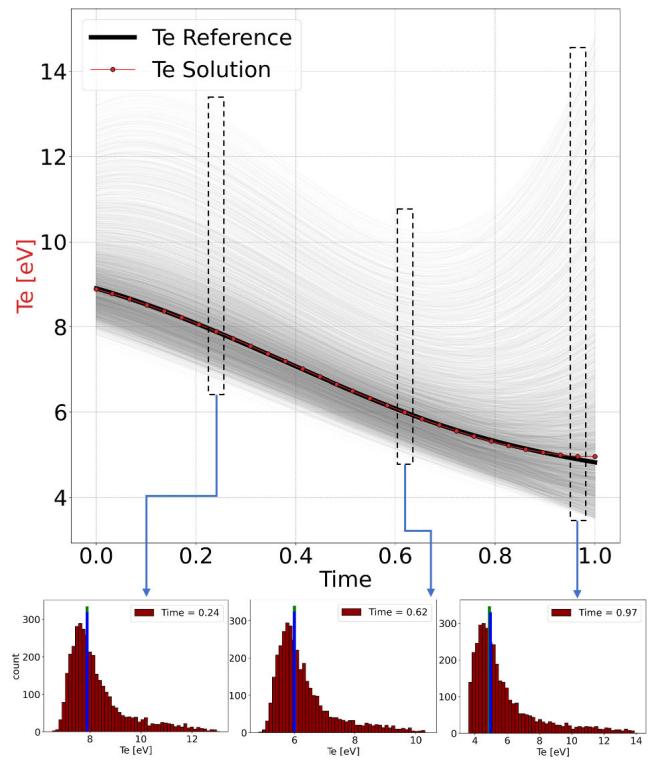 Te Reference
Te Solution
14
12
10
8
6
4
Te [eV]
0.0 0.2 0.4 0.6 0.8 1.0
Time
Time = 0.24
300
200
100
0
count
8 10 12
Te [eV]
Time = 0.62
300
200
100
0
6 8 10
Te [eV]
Time = 0.97
300
200
100
0
4 6 8 10 12 14
Te [eV]